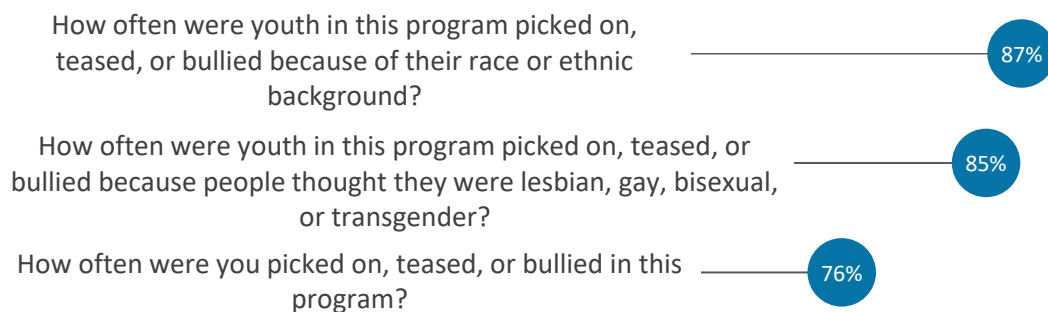 How often were youth in this program picked on,
teased, or bullied because of their race or ethnic
background?
87%
How often were youth in this program picked on, teased, or
bullied because people thought they were lesbian, gay, bisexual,
or transgender?
85%
How often were you picked on, teased, or bullied in this
program?
76%